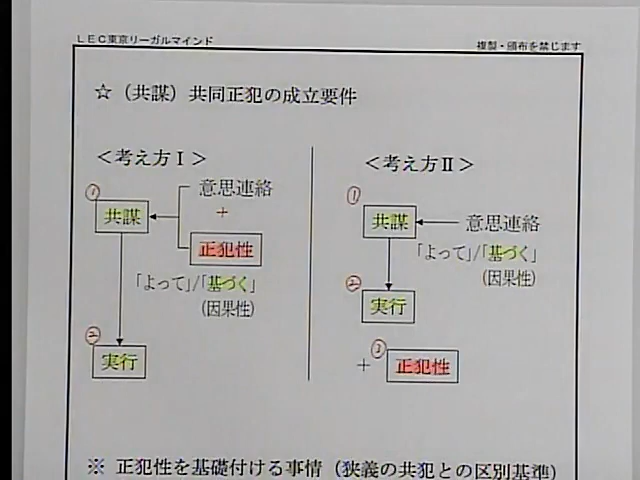 LEC東京リーガルマインド
複製・頒布を禁じます
☆（共謀）共同正犯の成立要件
＜考え方Ⅰ＞
①
共謀
意思連絡
＋
正犯性
「よって」/「基づく」
(因果性)
②
実行
＜考え方Ⅱ＞
①
共謀
意思連絡
「よって」/「基づく」
(因果性)
②
実行
＋
③
正犯性
※ 正犯性を基礎付ける事情（狭義の共犯との区別基準）